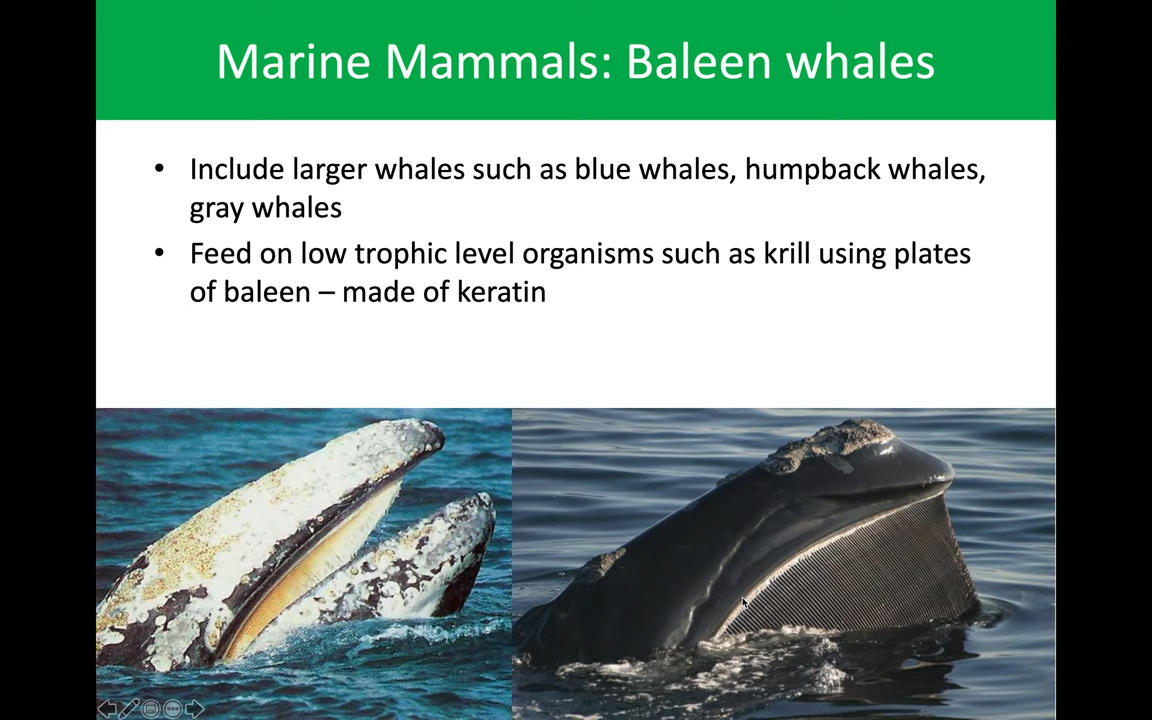 Marine Mammals: Baleen whales
• Include larger whales such as blue whales, humpback whales,
gray whales
• Feed on low trophic level organisms such as krill using plates
of baleen – made of keratin